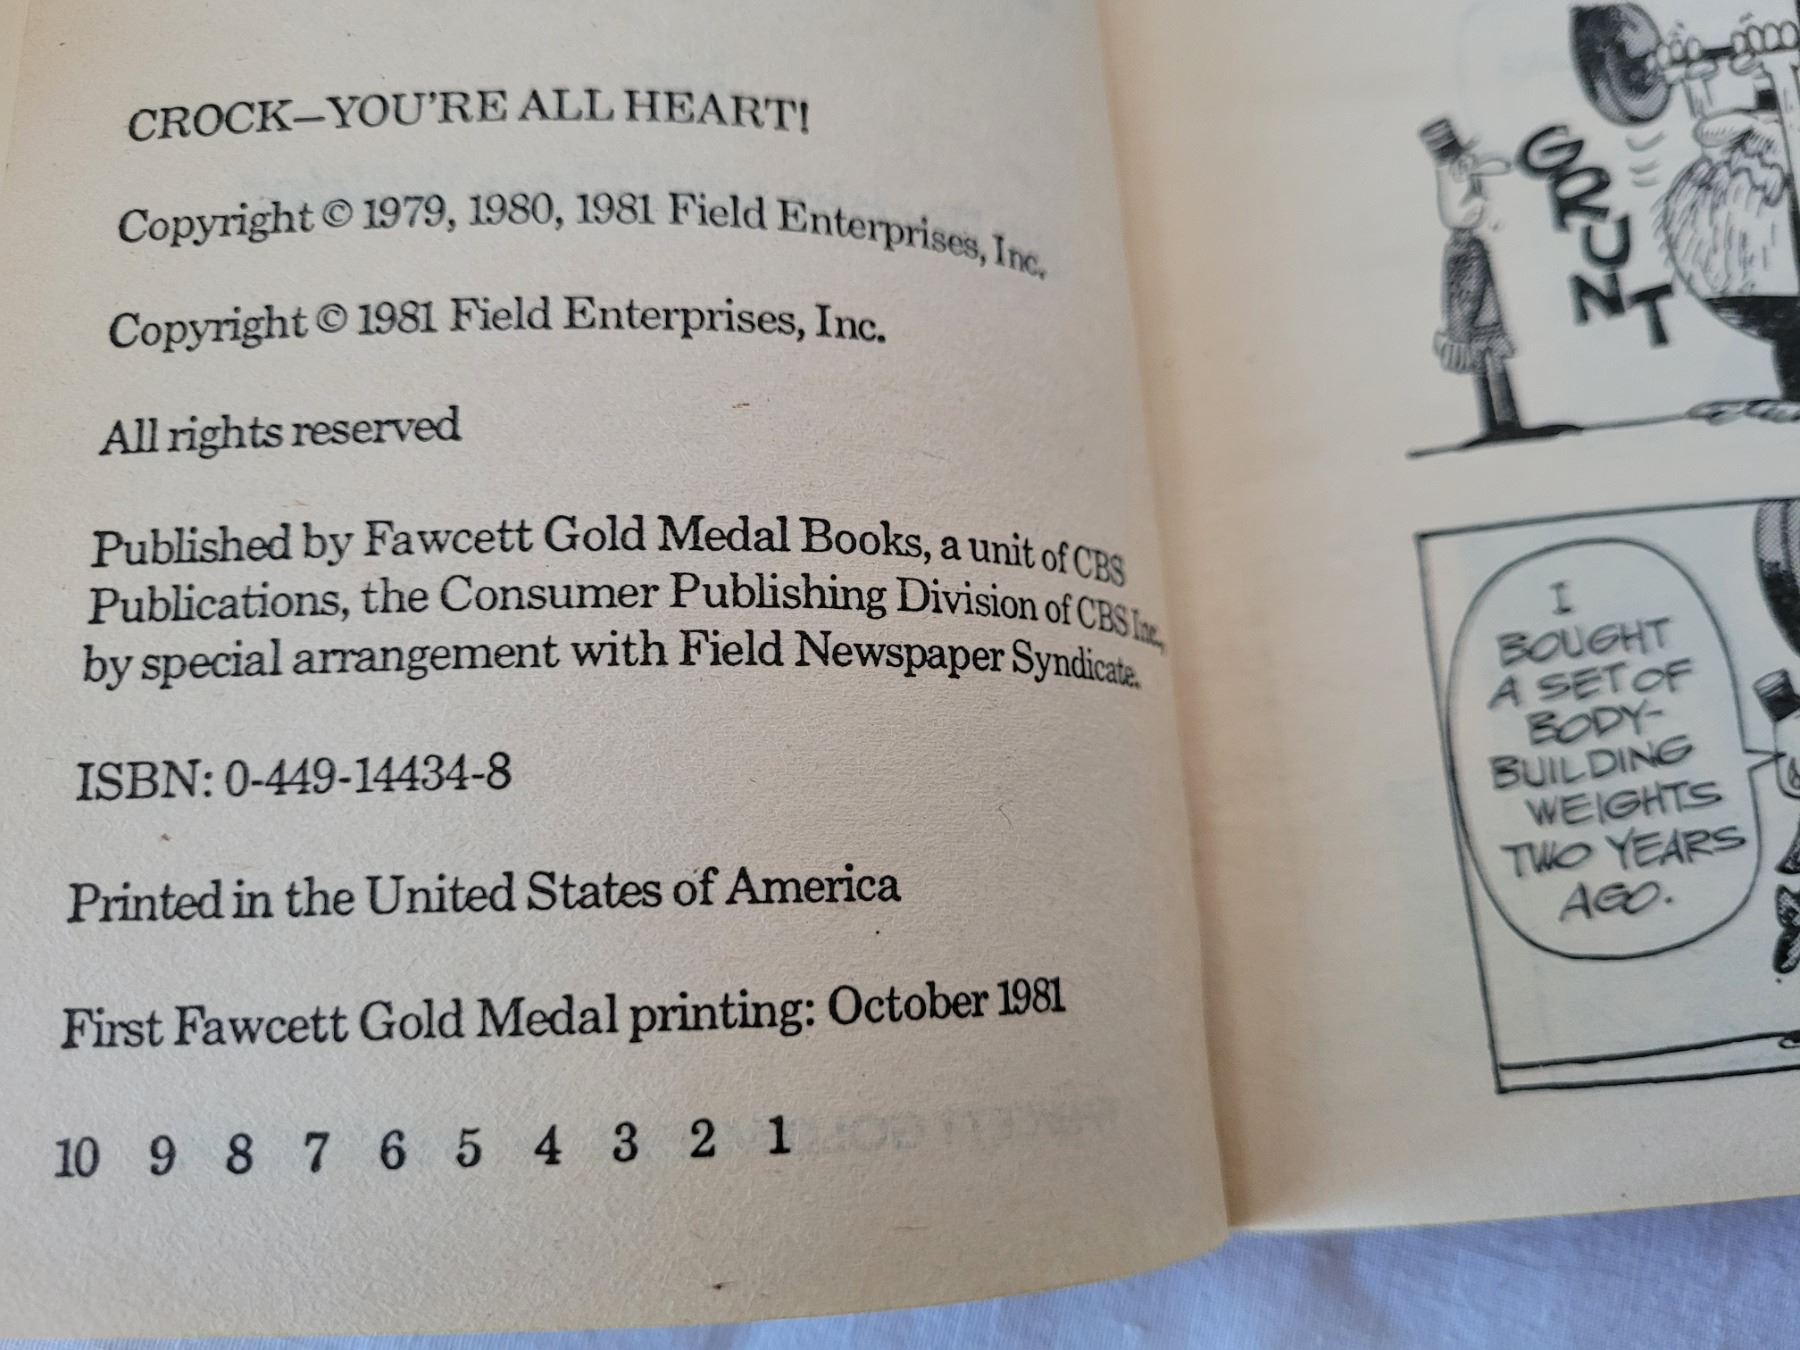 CROCK—YOU'RE ALL HEART!
Copyright © 1979, 1980, 1981 Field Enterprises, Inc.
Copyright © 1981 Field Enterprises, Inc.
All rights reserved
Published by Fawcett Gold Medal Books, a unit of CBS
Publications, the Consumer Publishing Division of CBS Inc.,
by special arrangement with Field Newspaper Syndicate.
ISBN: 0-449-14434-8
Printed in the United States of America
First Fawcett Gold Medal printing: October 1981
10 9 8 7 6 5 4 3 2 1
GRUNT
I
BOUGHT
A SET OF
BODY-
BUILDING
WEIGHTS
TWO YEARS
AGO.